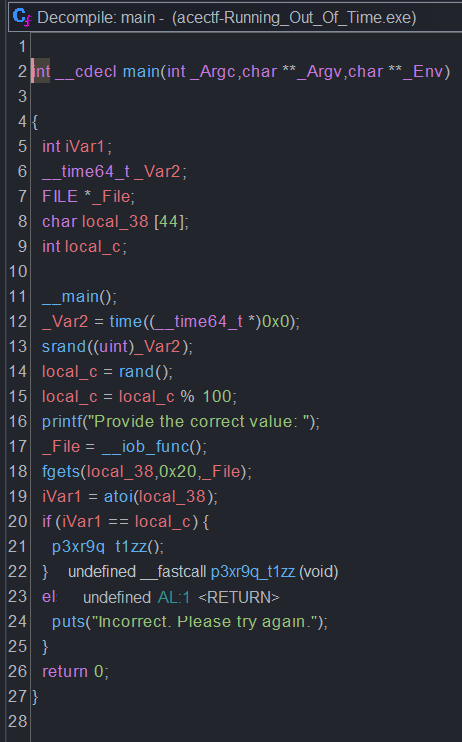 Decompile: main - (acectf-Running_Out_Of_Time.exe)
1
2 int __cdecl main(int _Argc,char **_Argv,char **_Env)
3
4 {
5 int iVar1;
6 __time64_t _Var2;
7 FILE *_File;
8 char local_38 [44];
9 int local_c;
10
11 __main();
12 _Var2 = time((__time64_t *)0x0);
13 srand((uint)_Var2);
14 local_c = rand();
15 local_c = local_c % 100;
16 printf("Provide the correct value: ");
17 _File = __iob_func();
18 fgets(local_38,0x20,_File);
19 iVar1 = atoi(local_38);
20 if (iVar1 == local_c) {
21 p3xr9q_t1zz();
22 } undefined __fastcall p3xr9q_t1zz (void)
23 els undefined AL:1 <RETURN>
24 puts("Incorrect. Please try again.");
25 }
26 return 0;
27 }
28